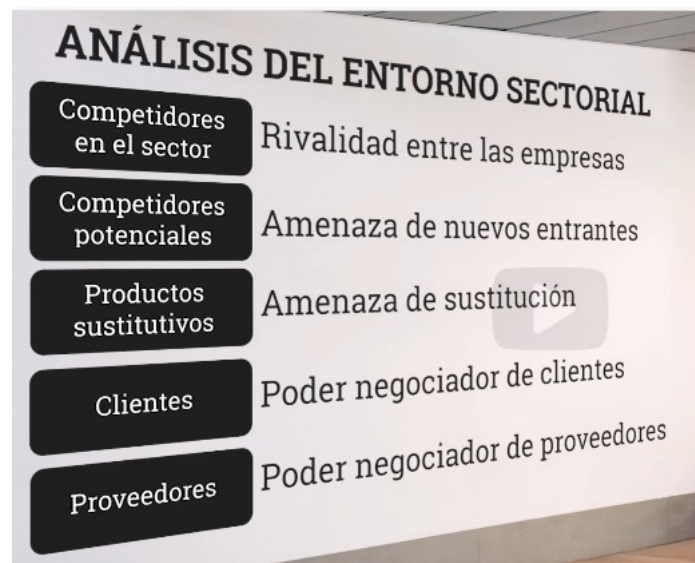 ANÁLISIS DEL ENTORNO SECTORIAL
Competidores
en el sector
Rivalidad entre las empresas
Competidores
potenciales
Amenaza de nuevos entrantes
Productos
sustitutivos
Amenaza de sustitución
Clientes
Poder negociador de clientes
Proveedores
Poder negociador de proveedores